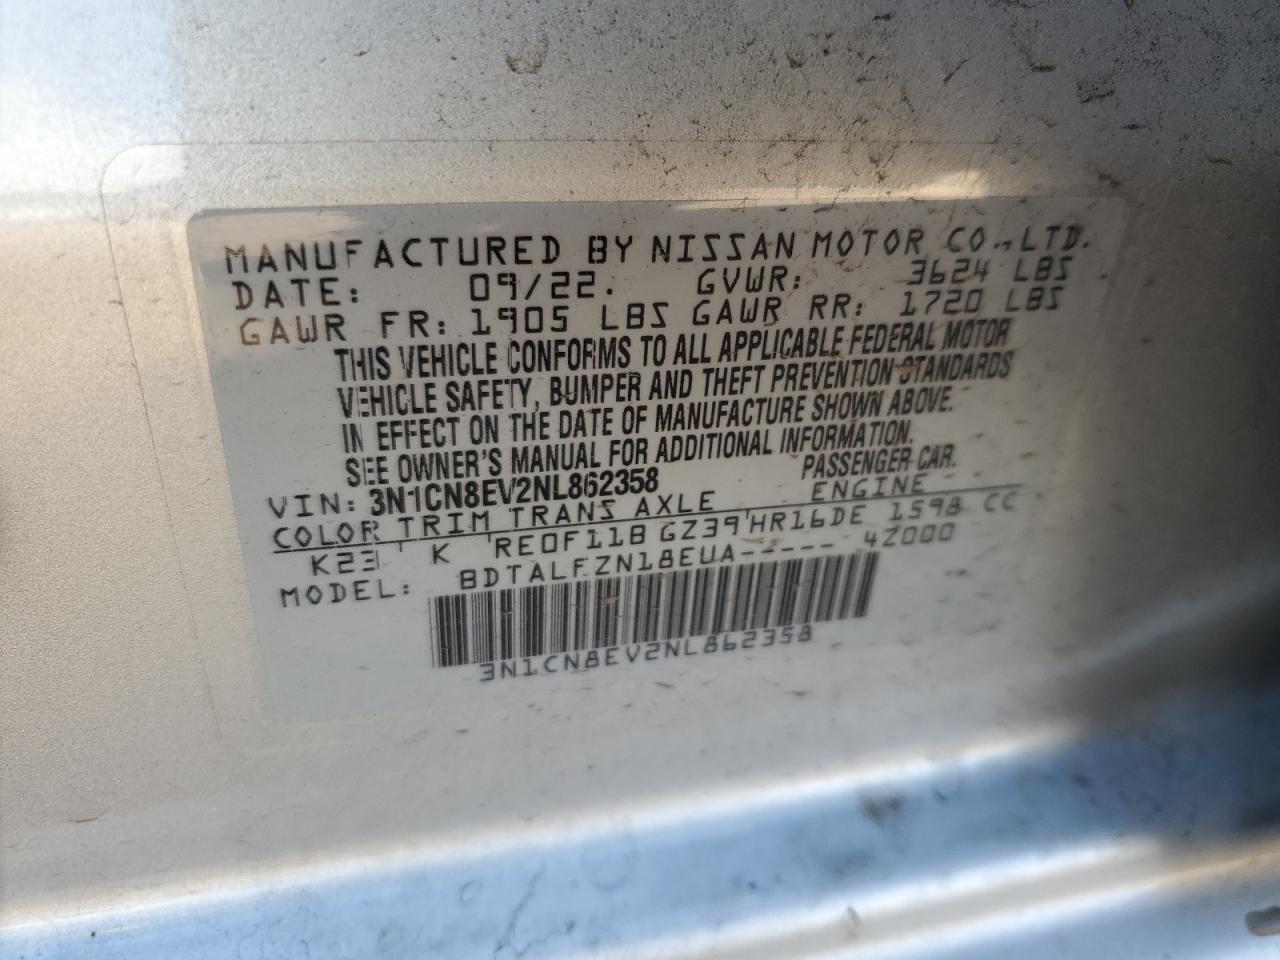 MANUFACTURED BY NISSAN MOTOR CO.,LTD.
DATE: 09/22. GVWR: 3624 LBS
GAWR FR: 1905 LBS GAWR RR: 1720 LBS
THIS VEHICLE CONFORMS TO ALL APPLICABLE FEDERAL MOTOR
VEHICLE SAFETY, BUMPER AND THEFT PREVENTION STANDARDS
IN EFFECT ON THE DATE OF MANUFACTURE SHOWN ABOVE.
SEE OWNER'S MANUAL FOR ADDITIONAL INFORMATION.
VIN: 3N1CN8EV2NL862358 PASSENGER CAR.
COLOR TRIM TRANS AXLE ENGINE
K23 K RE0F11B GZ39 HR16DE 1598 CC
MODEL: BDTALFZN18EUA----- 4Z000
3N1CN8EV2NL862358